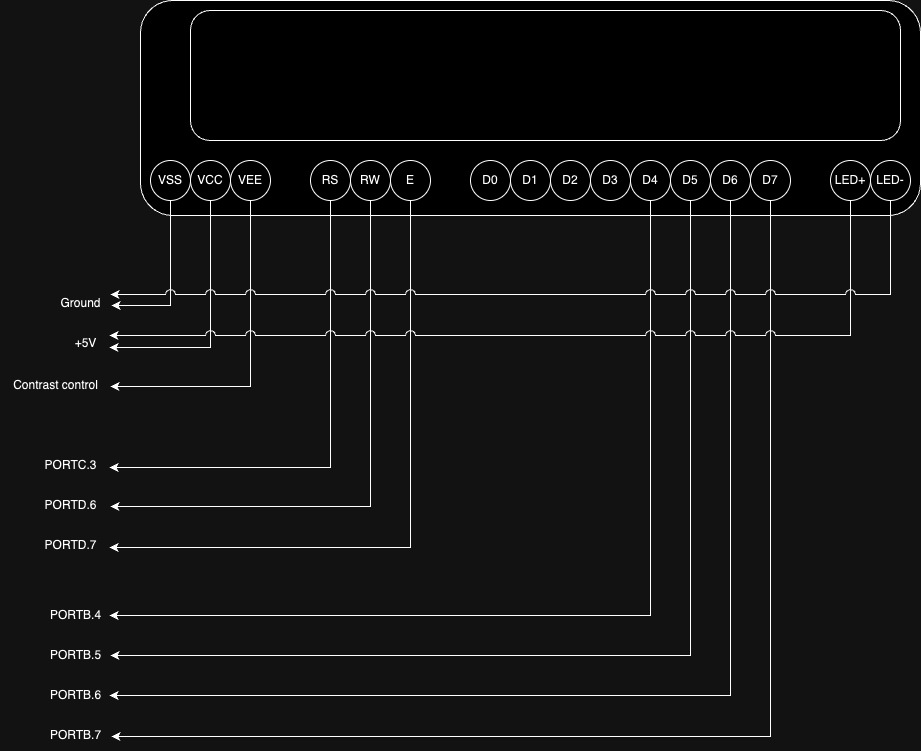 VSS VCC VEE RS RW E D0 D1 D2 D3 D4 D5 D6 D7 LED+ LED-
Ground
+5V
Contrast control
PORTC.3
PORTD.6
PORTD.7
PORTB.4
PORTB.5
PORTB.6
PORTB.7